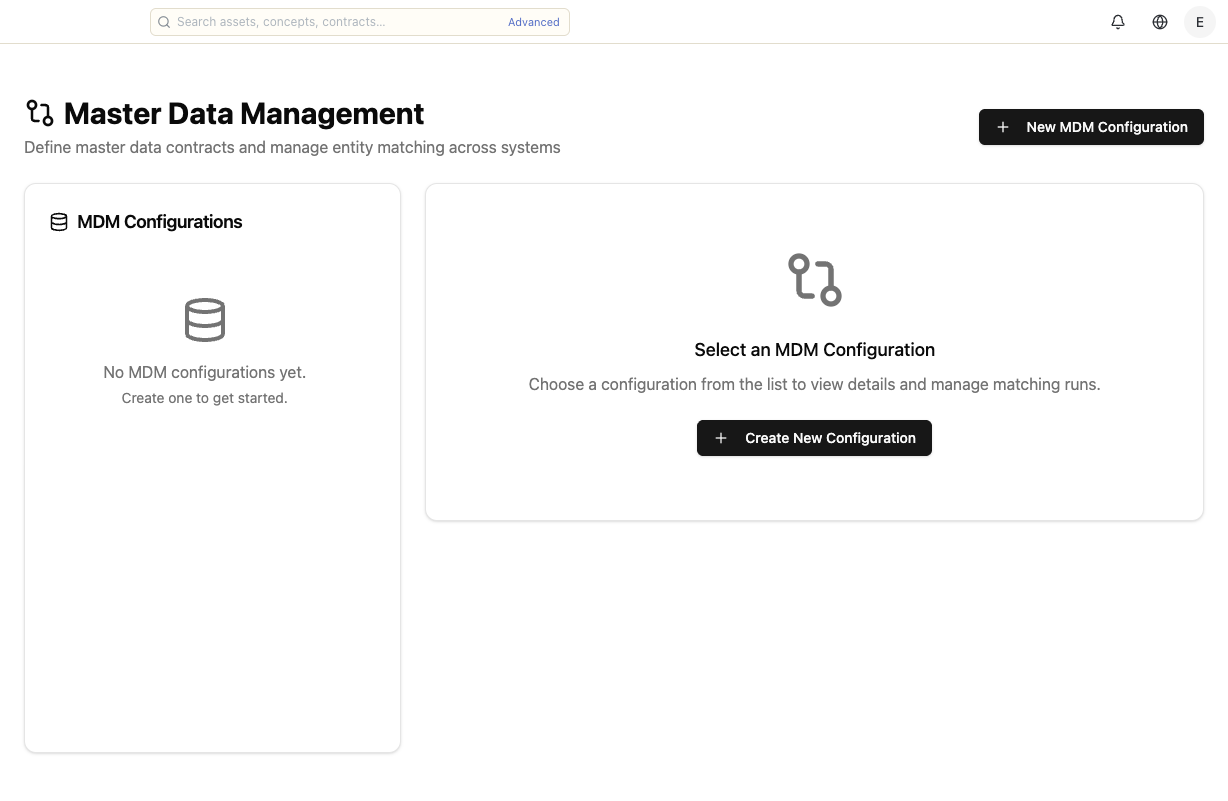 Search assets, concepts, contracts...
Advanced
E
Master Data Management
Define master data contracts and manage entity matching across systems
New MDM Configuration
MDM Configurations
No MDM configurations yet.
Create one to get started.
Select an MDM Configuration
Choose a configuration from the list to view details and manage matching runs.
Create New Configuration